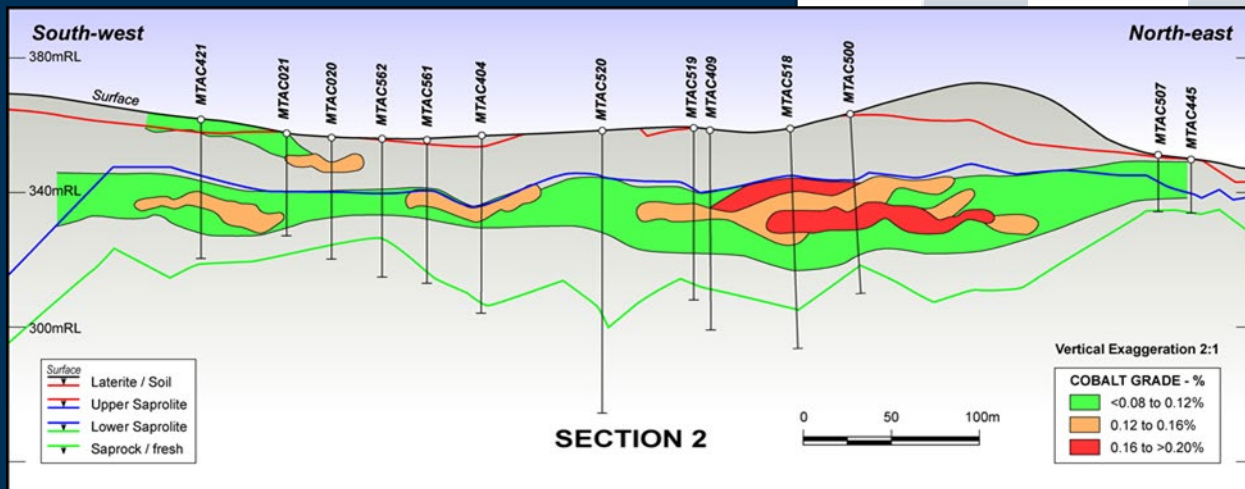 South-west
North-east
380mRL
Surface
MTAC421
MTAC021
MTAC020
MTAC562
MTAC561
MTAC404
MTAC520
MTAC519
MTAC409
MTAC518
MTAC500
MTAC507
MTAC445
340mRL
300mRL
Surface
Laterite / Soil
Upper Saprolite
Lower Saprolite
Saprock / fresh
SECTION 2
0 50 100m
Vertical Exaggeration 2:1
COBALT GRADE - %
<0.08 to 0.12%
0.12 to 0.16%
0.16 to >0.20%